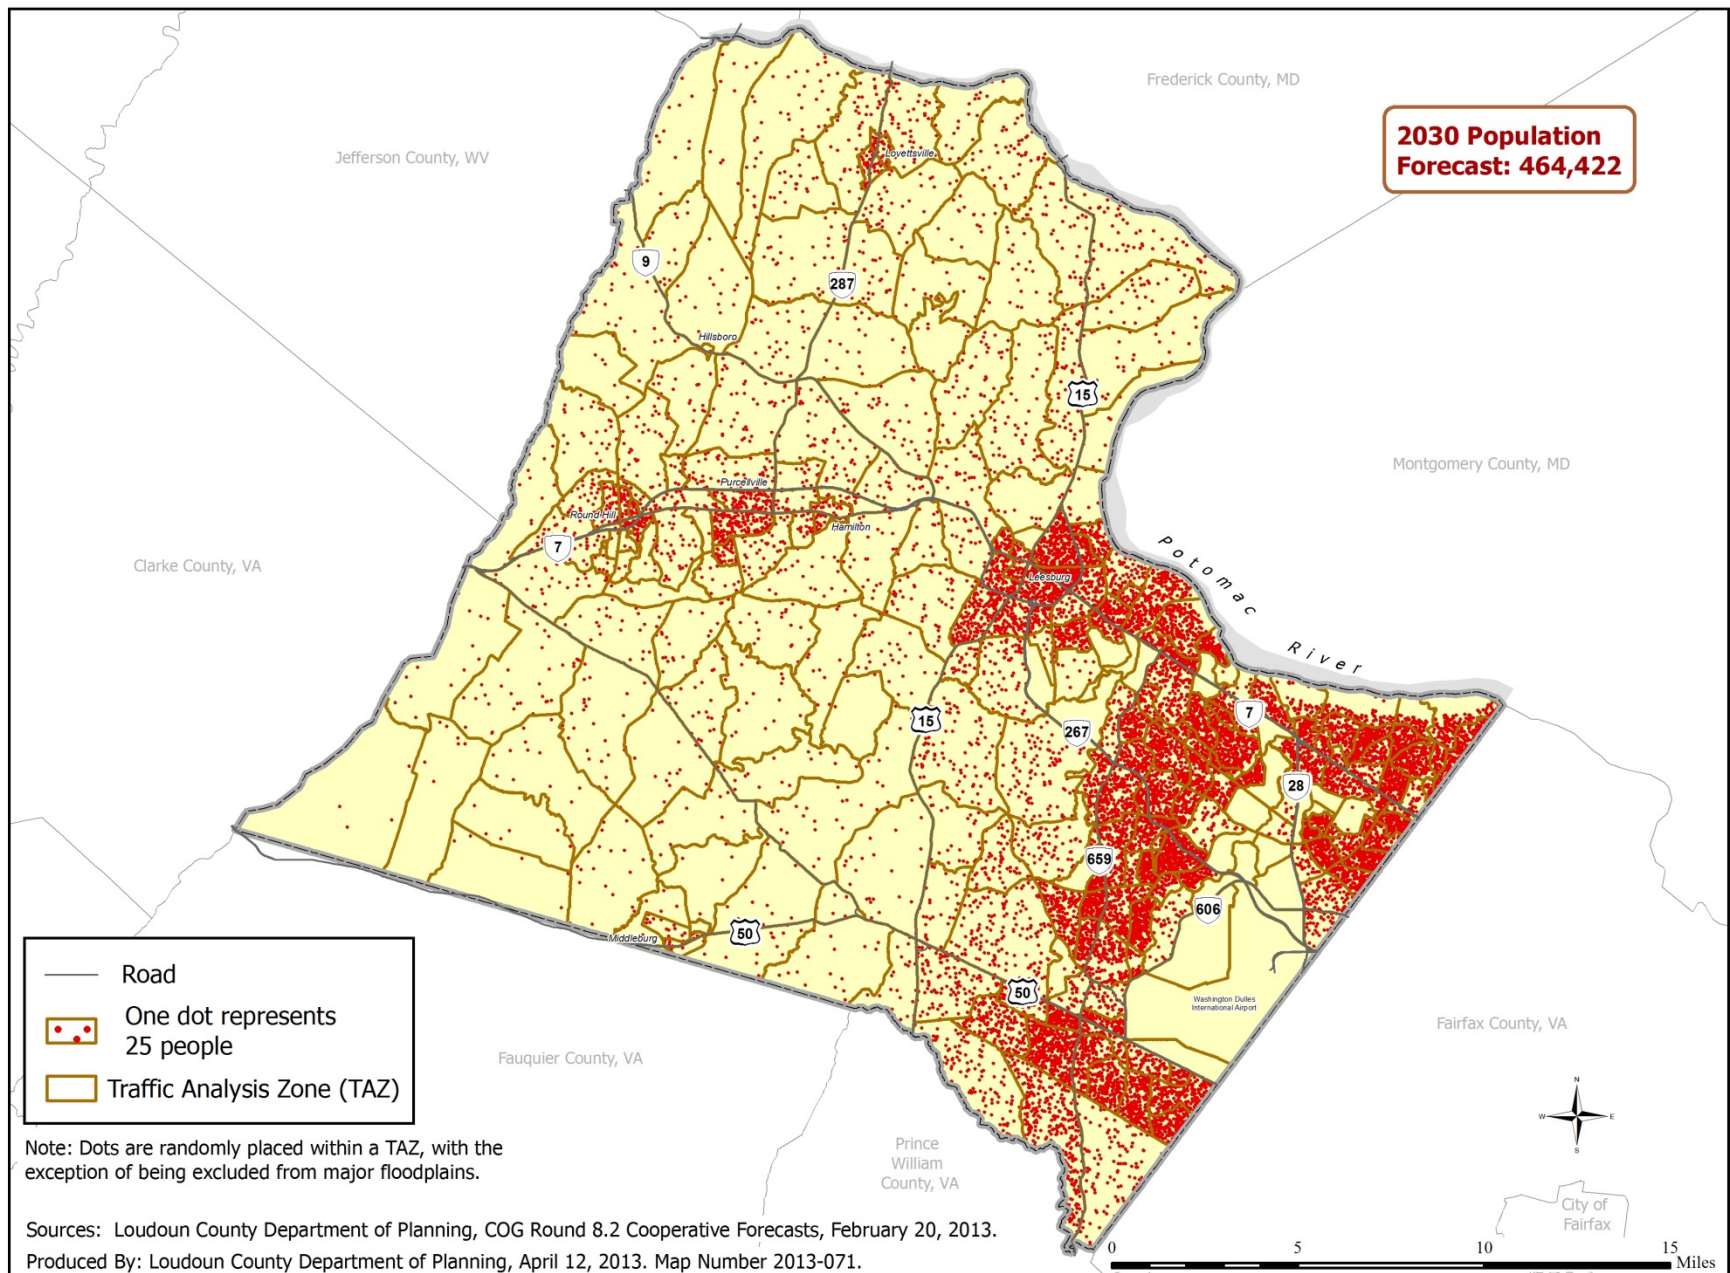 Frederick County, MD
2030 Population
Forecast: 464,422
Jefferson County, WV
Lovettsville
9
287
Hillsboro
15
Montgomery County, MD
Purcellville
Round Hill
Hamilton
7
Clarke County, VA
Leesburg
Potomac
River
15
267
7
28
659
606
Middleburg
50
50
Washington Dulles
International Airport
Fairfax County, VA
Fauquier County, VA
Prince
William
County, VA
City of
Fairfax
Road
One dot represents
25 people
Traffic Analysis Zone (TAZ)
N
W
E
S
Note: Dots are randomly placed within a TAZ, with the
exception of being excluded from major floodplains.
Sources: Loudoun County Department of Planning, COG Round 8.2 Cooperative Forecasts, February 20, 2013.
Produced By: Loudoun County Department of Planning, April 12, 2013. Map Number 2013-071.
0 5 10 15
Miles